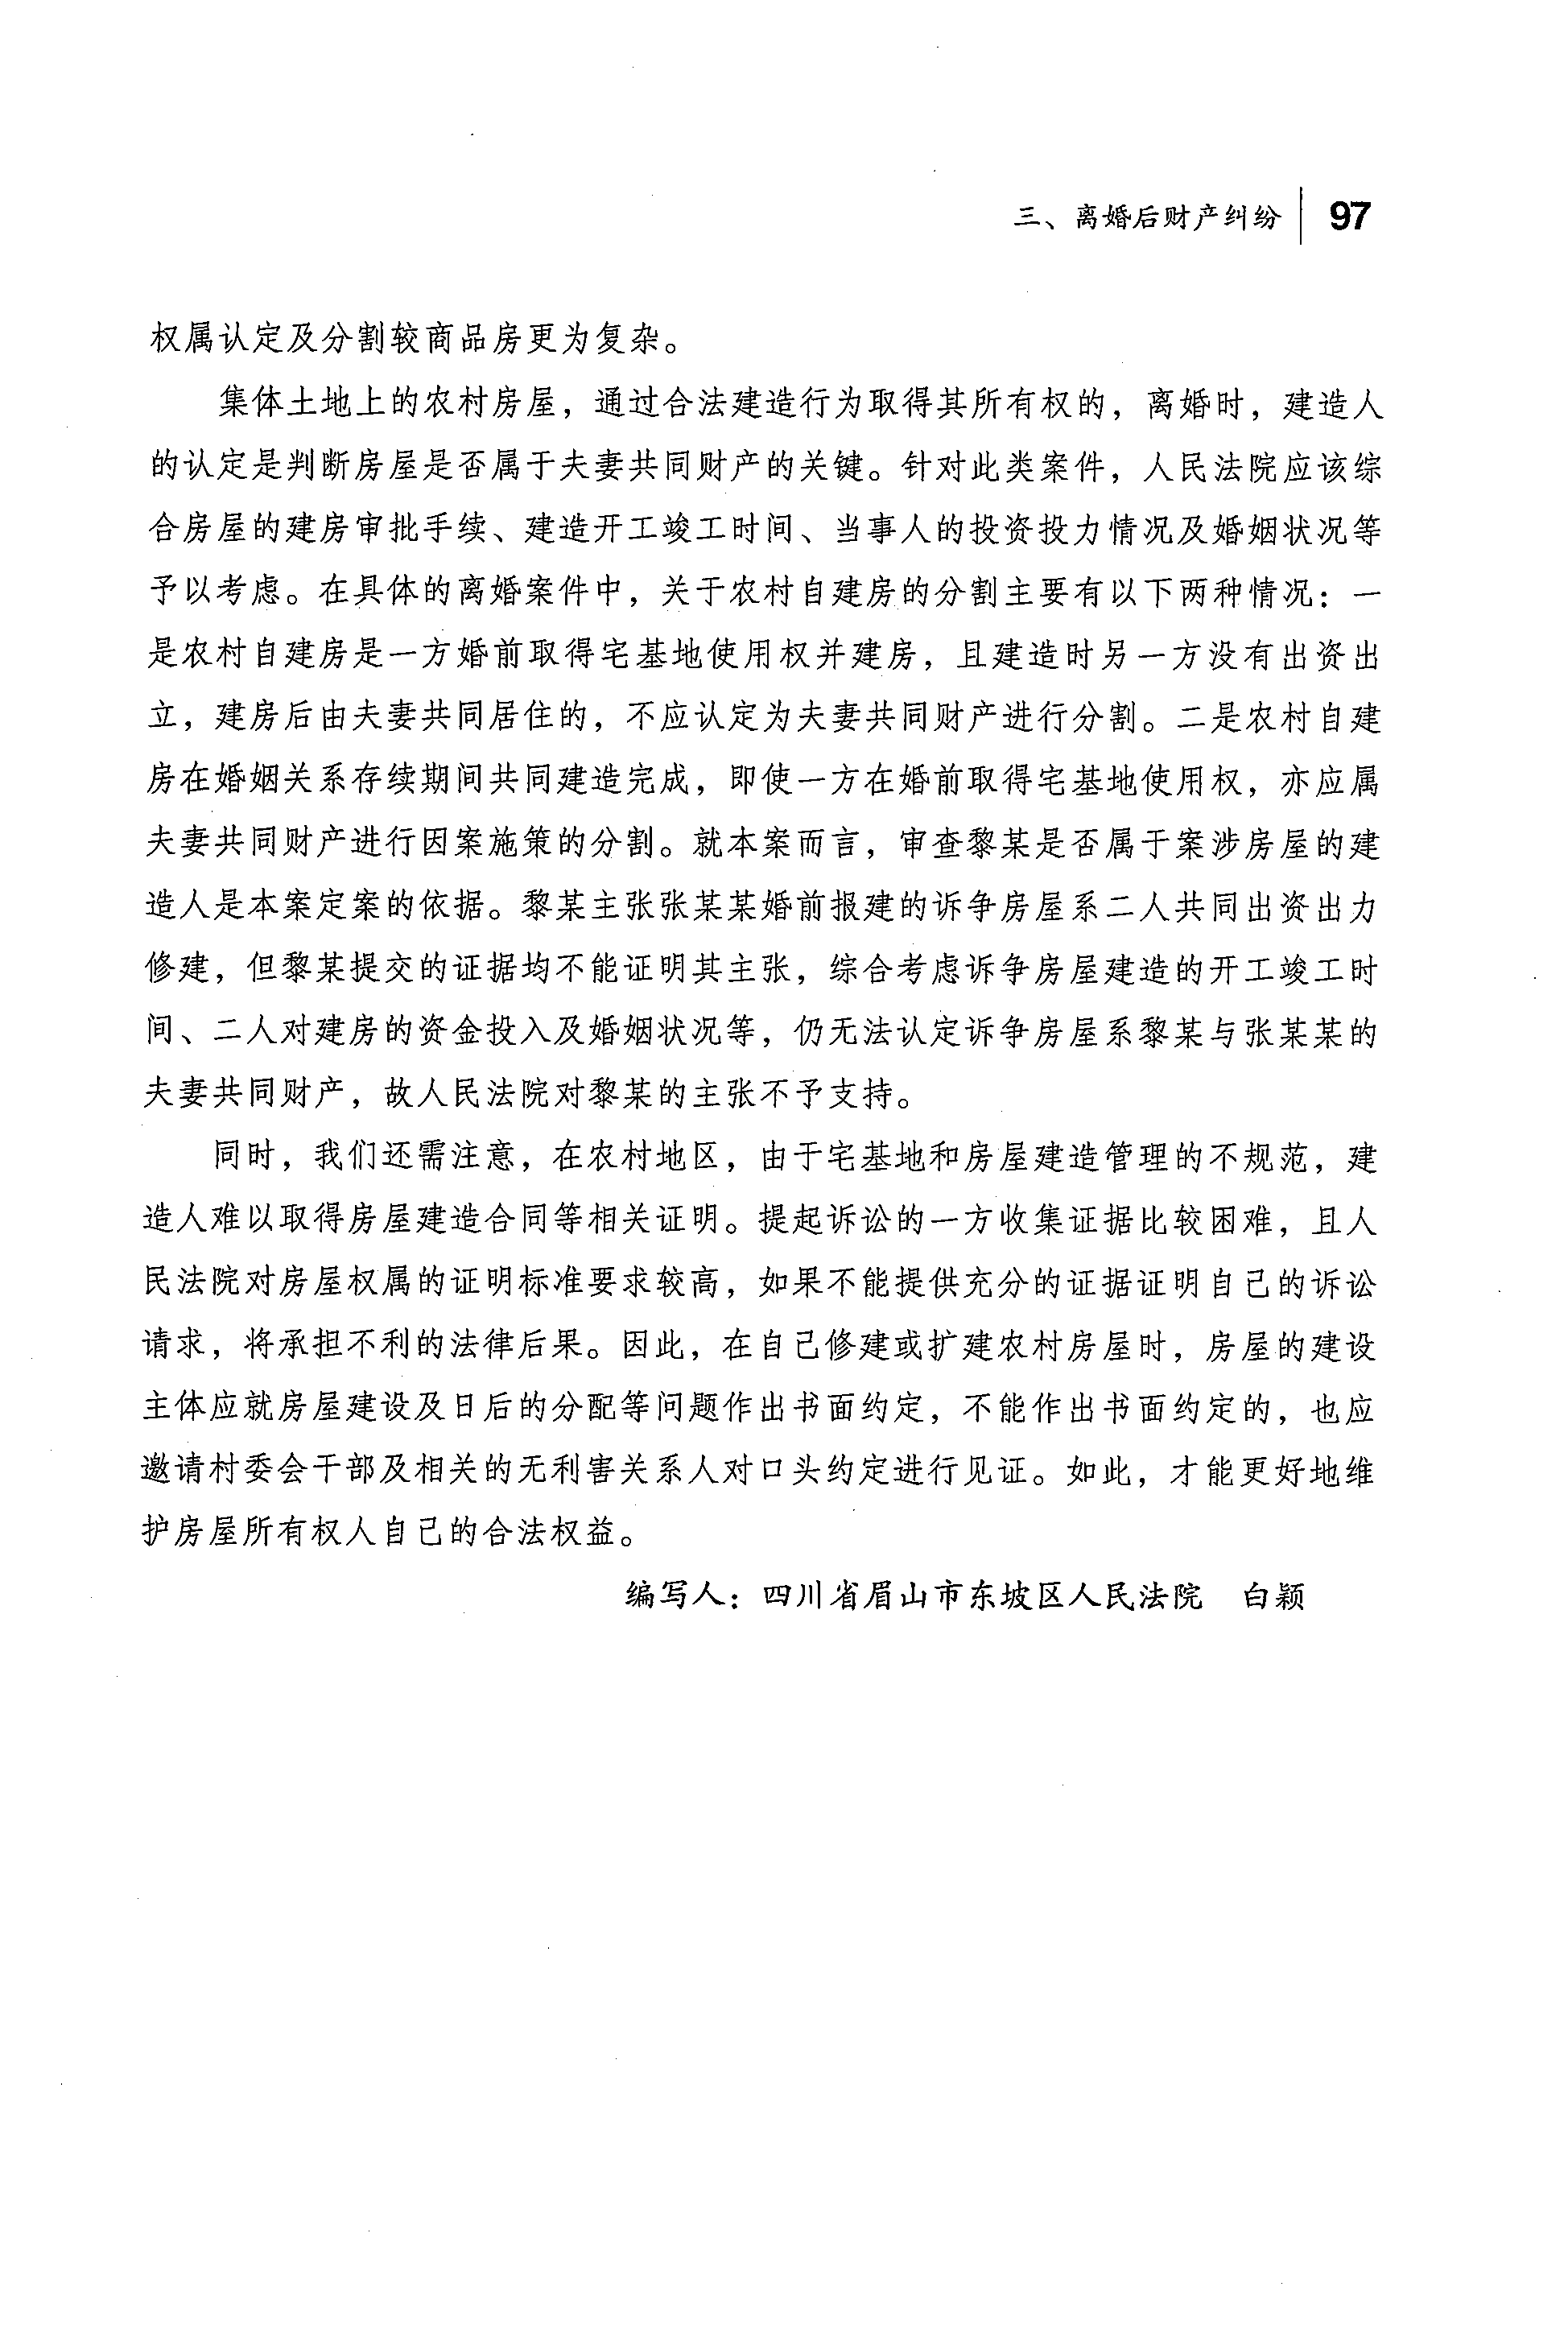 三、离婚后财产纠纷 97
权属认定及分割较商品房更为复杂。
集体土地上的农村房屋，通过合法建造行为取得其所有权的，离婚时，建造人
的认定是判断房屋是否属于夫妻共同财产的关键。针对此类案件，人民法院应该综
合房屋的建房审批手续、建造开工竣工时间、当事人的投资投力情况及婚姻状况等
予以考虑。在具体的离婚案件中，关于农村自建房的分割主要有以下两种情况：一
是农村自建房是一方婚前取得宅基地使用权并建房，且建造时另一方没有出资出
立，建房后由夫妻共同居住的，不应认定为夫妻共同财产进行分割。二是农村自建
房在婚姻关系存续期间共同建造完成，即使一方在婚前取得宅基地使用权，亦应属
夫妻共同财产进行因案施策的分割。就本案而言，审查黎某是否属于案涉房屋的建
造人是本案定案的依据。黎某主张张某某婚前报建的诉争房屋系二人共同出资出力
修建，但黎某提交的证据均不能证明其主张，综合考虑诉争房屋建造的开工竣工时
间、二人对建房的资金投入及婚姻状况等，仍无法认定诉争房屋系黎某与张某某的
夫妻共同财产，故人民法院对黎某的主张不予支持。
同时，我们还需注意，在农村地区，由于宅基地和房屋建造管理的不规范，建
造人难以取得房屋建造合同等相关证明。提起诉讼的一方收集证据比较困难，且人
民法院对房屋权属的证明标准要求较高，如果不能提供充分的证据证明自己的诉讼
请求，将承担不利的法律后果。因此，在自己修建或扩建农村房屋时，房屋的建设
主体应就房屋建设及日后的分配等问题作出书面约定，不能作出书面约定的，也应
邀请村委会干部及相关的无利害关系人对口头约定进行见证。如此，才能更好地维
护房屋所有权人自己的合法权益。
编写人：四川省眉山市东坡区人民法院 白颖